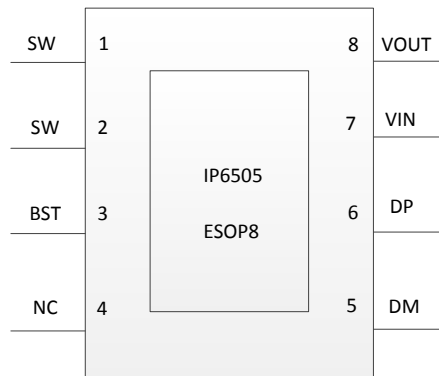 SW 1 8 VOUT
SW 2 7 VIN
IP6505
BST 3 6 DP
ESOP8
NC 4 5 DM